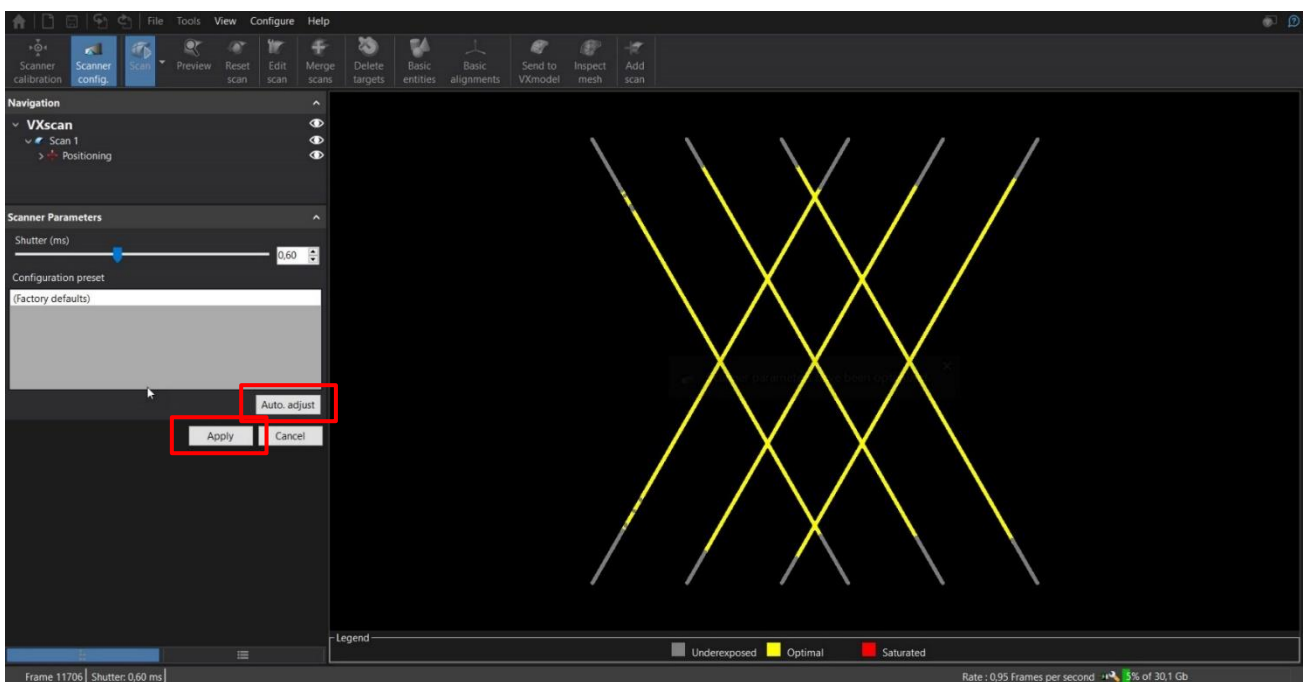 File Tools View Configure Help
Scanner calibration
Scanner config.
Scan
Preview
Reset scan
Edit scan
Merge scans
Delete targets
Basic entities
Basic alignments
Send to VXmodel
Inspect mesh
Add scan
Navigation
VXscan
Scan 1
Positioning
Scanner Parameters
Shutter (ms)
0,60
Configuration preset
(Factory defaults)
Auto. adjust
Apply Cancel
Legend
Underexposed Optimal Saturated
Frame 11706 Shutter: 0,60 ms Rate : 0,95 Frames per second 5% of 30,1 Gb